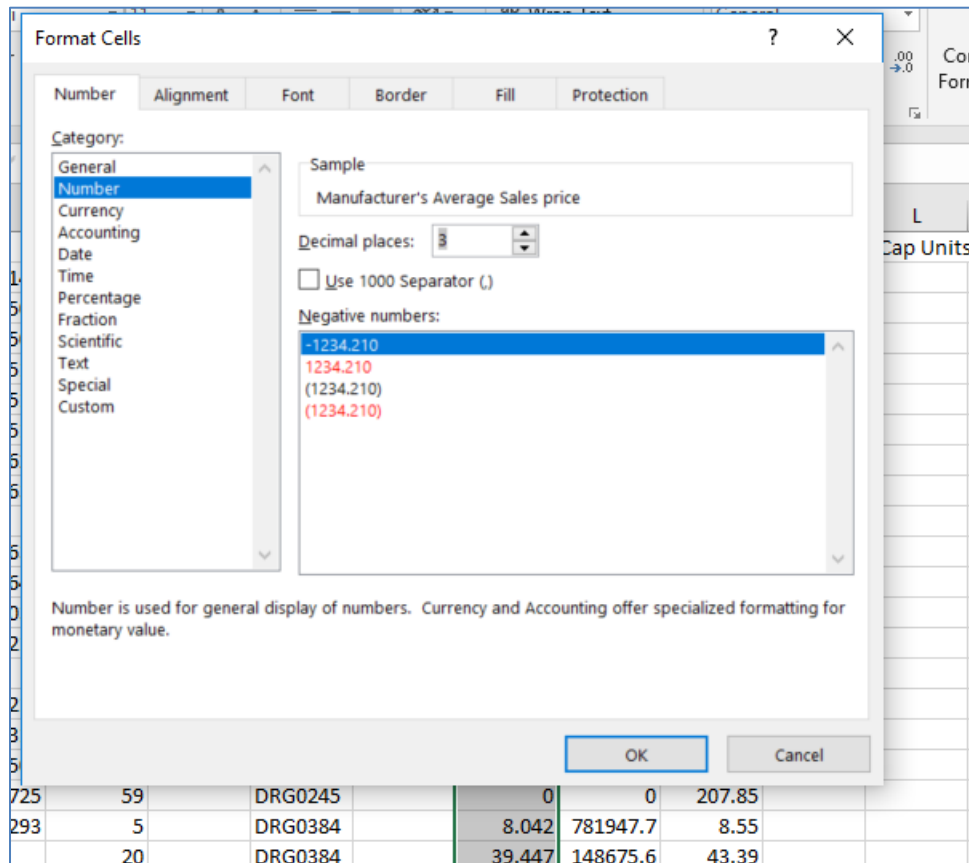 Format Cells ? ×
.00 →.0
Number Alignment Font Border Fill Protection
Category:
General
Number
Currency
Accounting
Date
Time
Percentage
Fraction
Scientific
Text
Special
Custom
Sample
Manufacturer's Average Sales price
Decimal places: 3
Use 1000 Separator (,)
Negative numbers:
-1234.210
1234.210
(1234.210)
(1234.210)
L
Cap Units
Number is used for general display of numbers. Currency and Accounting offer specialized formatting for
monetary value.
OK Cancel
725 59 DRG0245 0 0 207.85
293 5 DRG0384 8.042 781947.7 8.55
20 DRG0384 39.447 148675.6 43.39